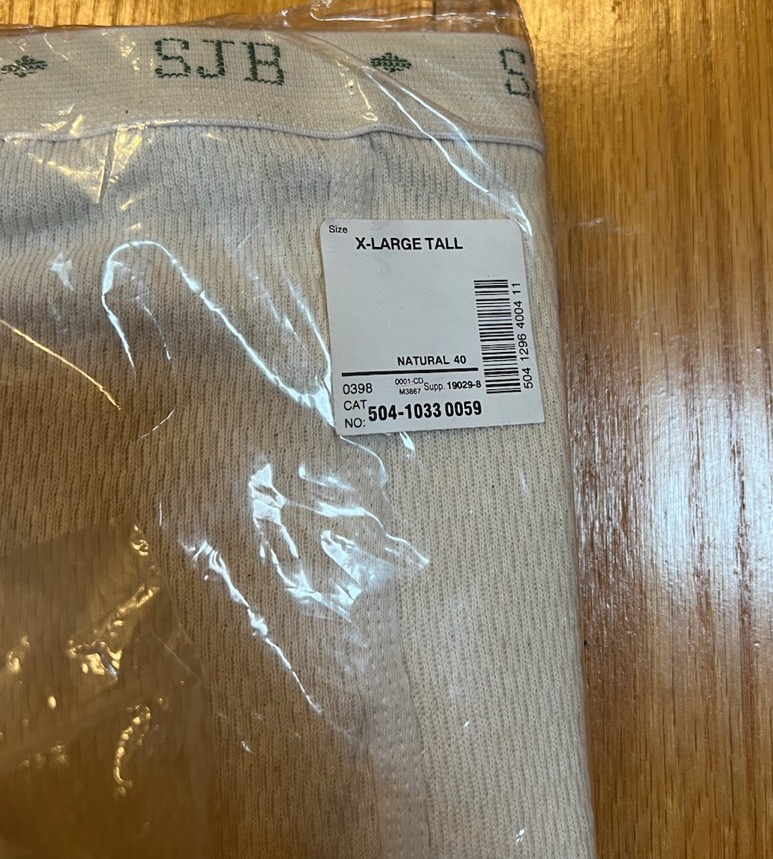 SJB S
Size
X-LARGE TALL
NATURAL 40
504 1296 4004 11
0398 0001-CD M3867 Supp. 19029-8
CAT NO: 504-1033 0059